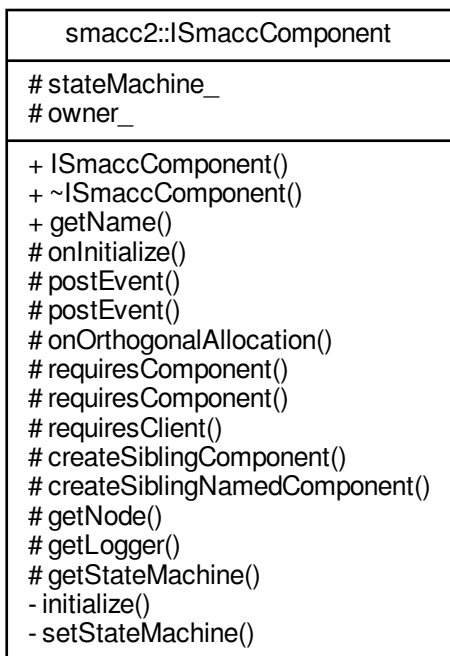 smacc2::ISmaccComponent
# stateMachine_
# owner_
+ ISmaccComponent()
+ ~ISmaccComponent()
+ getName()
# onInitialize()
# postEvent()
# postEvent()
# onOrthogonalAllocation()
# requiresComponent()
# requiresComponent()
# requiresClient()
# createSiblingComponent()
# createSiblingNamedComponent()
# getNode()
# getLogger()
# getStateMachine()
- initialize()
- setStateMachine()